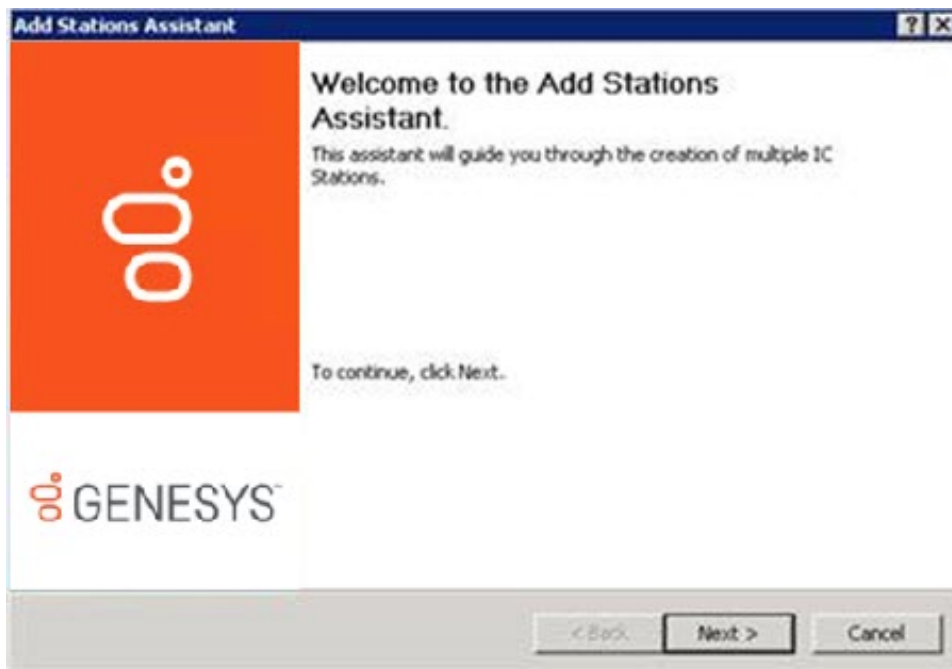 Add Stations Assistant
Welcome to the Add Stations
Assistant.
This assistant will guide you through the creation of multiple IC
Stations.
To continue, click Next.
GENESYS™
< Back
Next >
Cancel